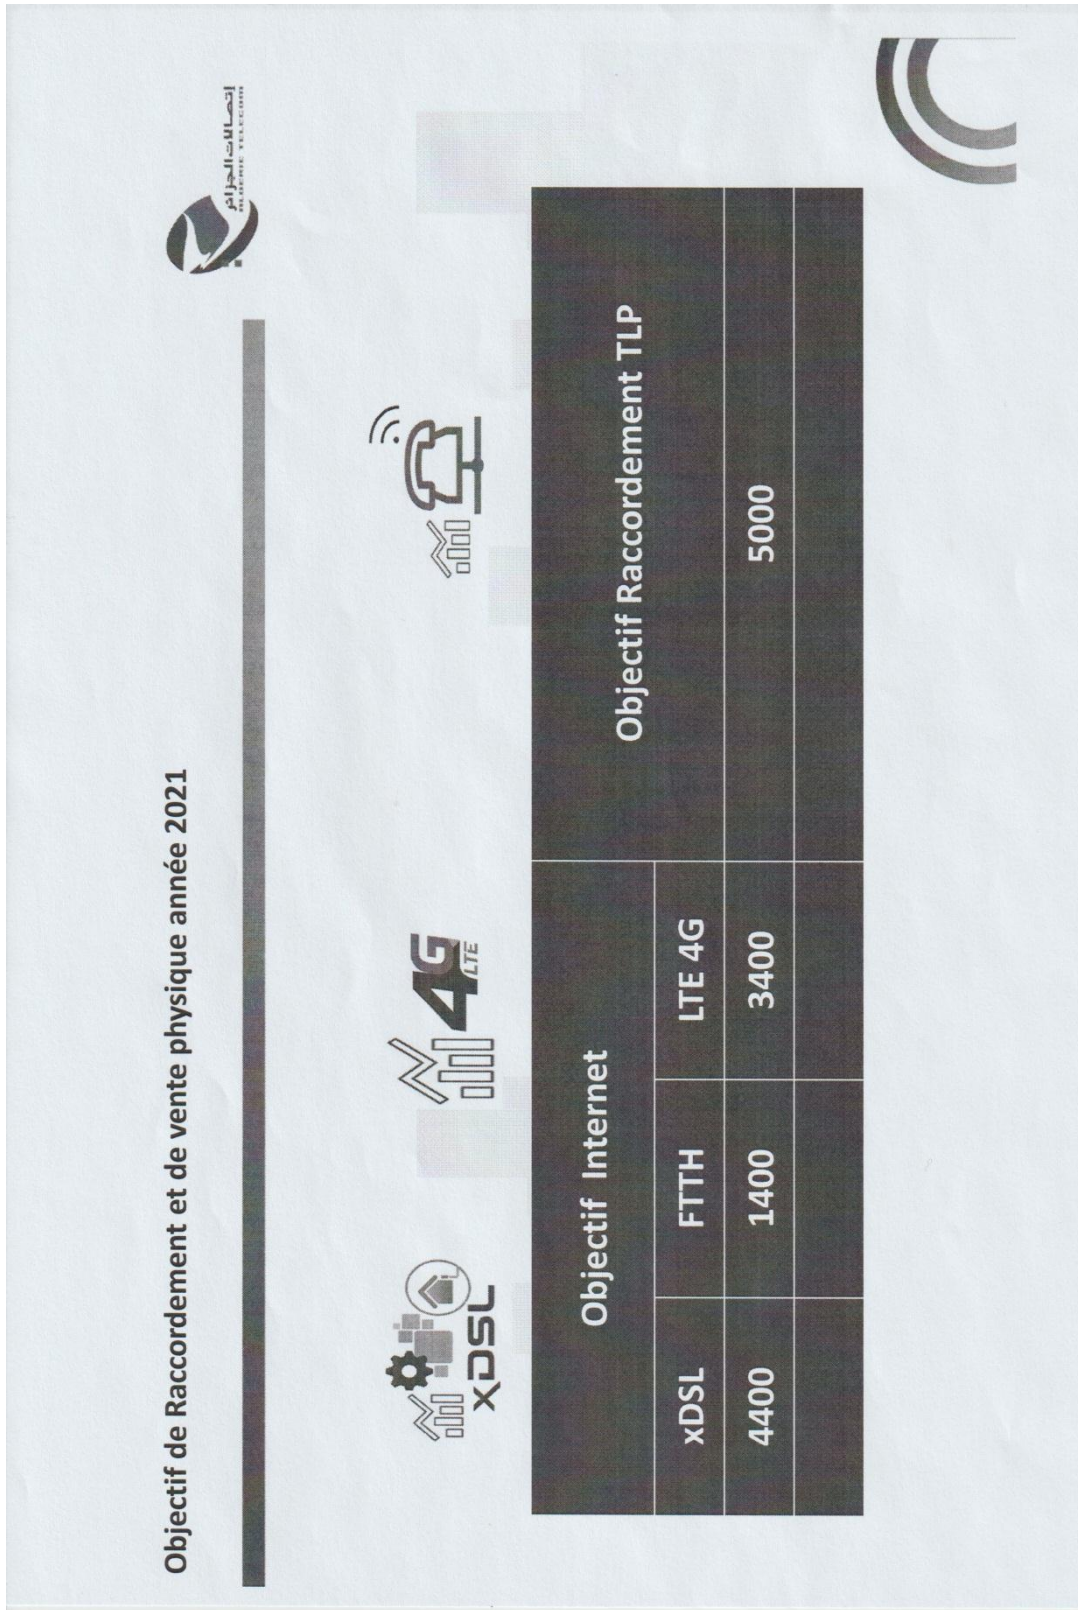 Objectif de Raccordement et de vente physique année 2021
إتصالات الجزائر
ALGERIE TELECOM
xDSL
4G
LTE
Objectif Internet
Objectif Raccordement TLP
xDSL
FTTH
LTE 4G
4400
1400
3400
5000